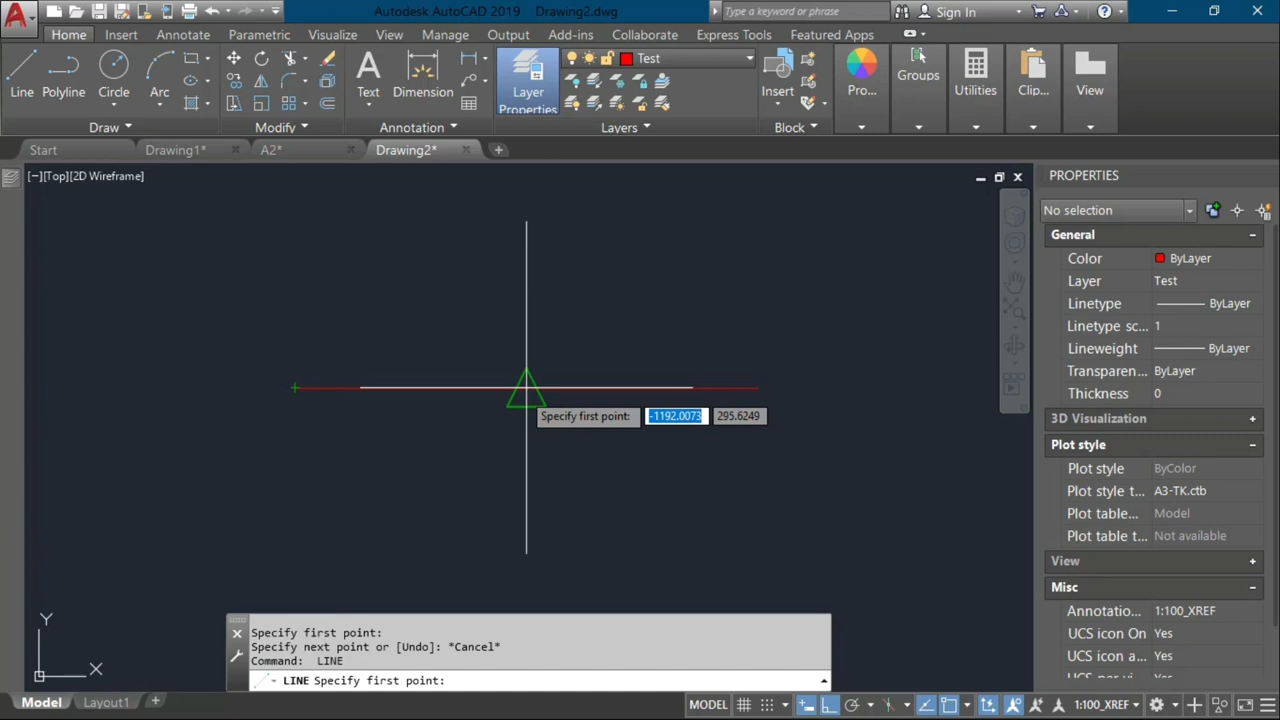 Autodesk AutoCAD 2019 Drawing2.dwg
Type a keyword or phrase
Sign In
Home Insert Annotate Parametric Visualize View Manage Output Add-ins Collaborate Express Tools Featured Apps
Line Polyline Circle Arc
Text Dimension
Layer
Properties
Test
Insert
Pro...
Groups
Utilities
Clip...
View
Draw Modify Annotation Layers Block
Start Drawing1* A2* Drawing2*
[−][Top][2D Wireframe]
Specify first point: -1192.0073 295.6249
Y
X
Specify first point:
Specify next point or [Undo]: *Cancel*
Command: LINE
LINE Specify first point:
PROPERTIES
No selection
General
Color ByLayer
Layer Test
Linetype ByLayer
Linetype sc... 1
Lineweight ByLayer
Transparen... ByLayer
Thickness 0
3D Visualization
Plot style
Plot style ByColor
Plot style t... A3-TK.ctb
Plot table... Model
Plot table t... Not available
View
Misc
Annotatio... 1:100_XREF
UCS icon On Yes
UCS icon a... Yes
Model Layout1
MODEL 1:100_XREF